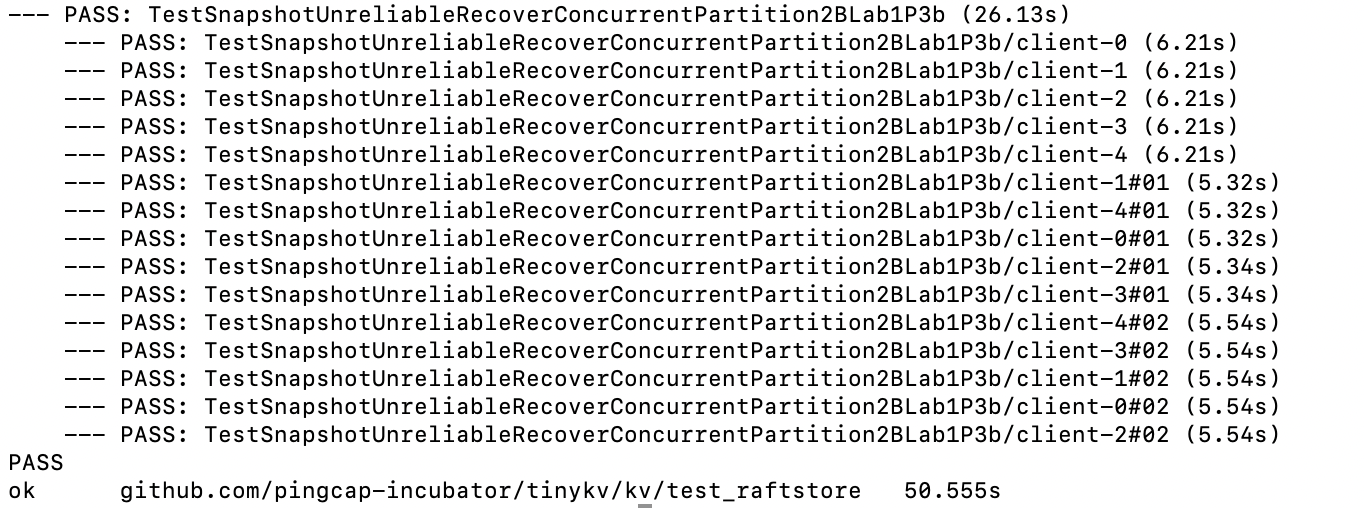 --- PASS: TestSnapshotUnreliableRecoverConcurrentPartition2BLab1P3b (26.13s)
    --- PASS: TestSnapshotUnreliableRecoverConcurrentPartition2BLab1P3b/client-0 (6.21s)
    --- PASS: TestSnapshotUnreliableRecoverConcurrentPartition2BLab1P3b/client-1 (6.21s)
    --- PASS: TestSnapshotUnreliableRecoverConcurrentPartition2BLab1P3b/client-2 (6.21s)
    --- PASS: TestSnapshotUnreliableRecoverConcurrentPartition2BLab1P3b/client-3 (6.21s)
    --- PASS: TestSnapshotUnreliableRecoverConcurrentPartition2BLab1P3b/client-4 (6.21s)
    --- PASS: TestSnapshotUnreliableRecoverConcurrentPartition2BLab1P3b/client-1#01 (5.32s)
    --- PASS: TestSnapshotUnreliableRecoverConcurrentPartition2BLab1P3b/client-4#01 (5.32s)
    --- PASS: TestSnapshotUnreliableRecoverConcurrentPartition2BLab1P3b/client-0#01 (5.32s)
    --- PASS: TestSnapshotUnreliableRecoverConcurrentPartition2BLab1P3b/client-2#01 (5.34s)
    --- PASS: TestSnapshotUnreliableRecoverConcurrentPartition2BLab1P3b/client-3#01 (5.34s)
    --- PASS: TestSnapshotUnreliableRecoverConcurrentPartition2BLab1P3b/client-4#02 (5.54s)
    --- PASS: TestSnapshotUnreliableRecoverConcurrentPartition2BLab1P3b/client-3#02 (5.54s)
    --- PASS: TestSnapshotUnreliableRecoverConcurrentPartition2BLab1P3b/client-1#02 (5.54s)
    --- PASS: TestSnapshotUnreliableRecoverConcurrentPartition2BLab1P3b/client-0#02 (5.54s)
    --- PASS: TestSnapshotUnreliableRecoverConcurrentPartition2BLab1P3b/client-2#02 (5.54s)
PASS
ok      github.com/pingcap-incubator/tinykv/kv/test_raftstore   50.555s